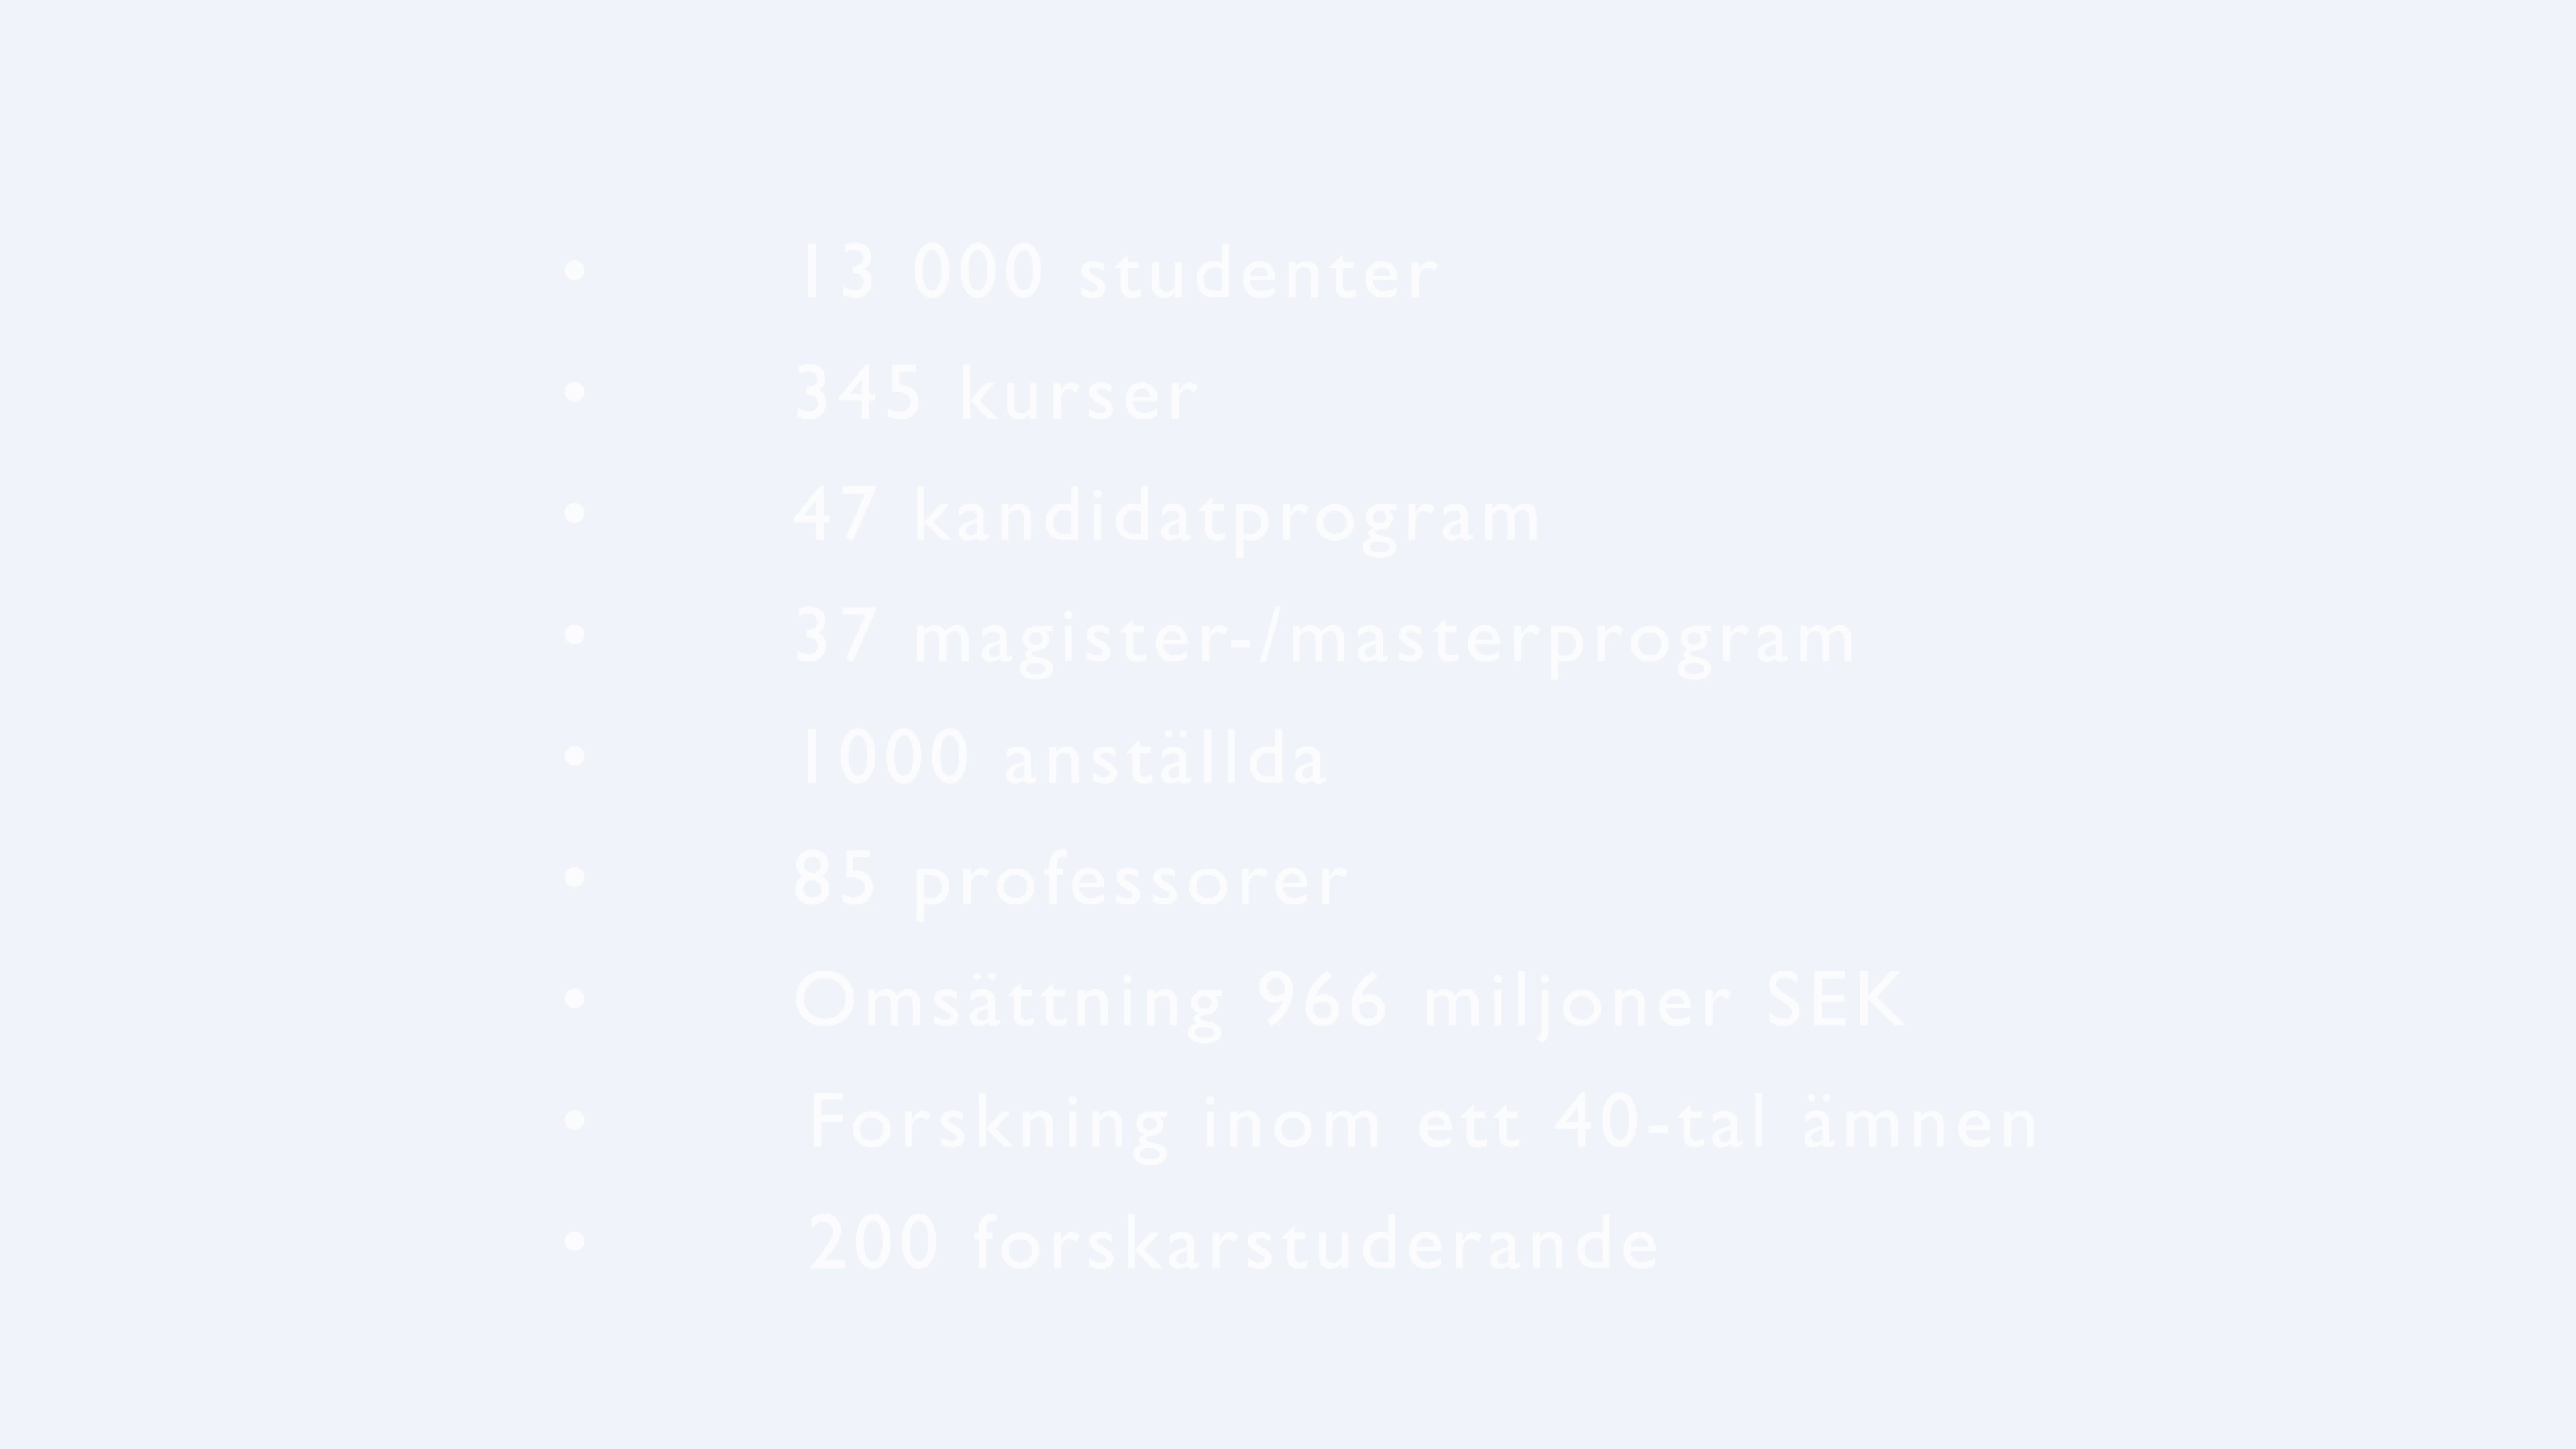 • 13 000 studenter
• 345 kurser
• 47 kandidatprogram
• 37 magister-/masterprogram
• 1000 anställda
• 85 professorer
• Omsättning 966 miljoner SEK
• Forskning inom ett 40-tal ämnen
• 200 forskarstuderande